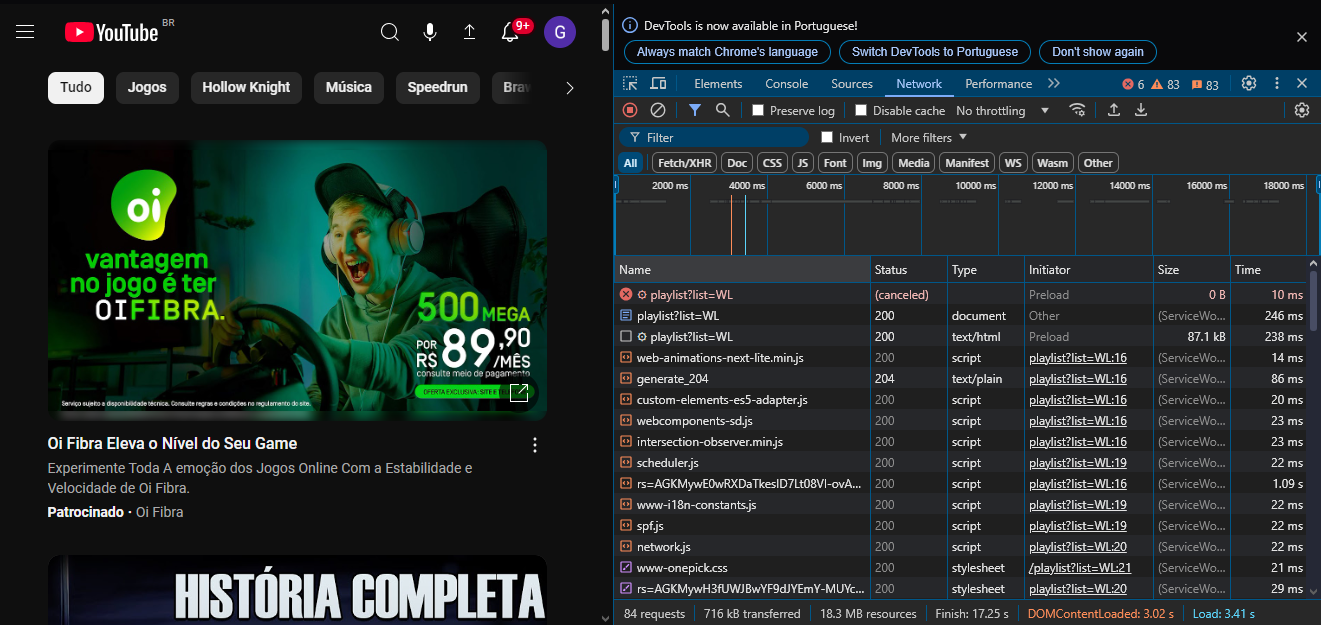 YouTube BR
9+
G
Tudo
Jogos
Hollow Knight
Música
Speedrun
Braw
oi
vantagem
no jogo é ter
OIFIBRA.
500 MEGA
POR
R$ 89,90 /MÊS
consulte meio de pagamento
OFERTA EXCLUSIVA: SITE E
Serviço sujeito a disponibilidade técnica. Consulte regras e condições no regulamento do site.
Oi Fibra Eleva o Nível do Seu Game
Experimente Toda A emoção dos Jogos Online Com a Estabilidade e
Velocidade de Oi Fibra.
Patrocinado · Oi Fibra
HISTÓRIA COMPLETA
DevTools is now available in Portuguese!
Always match Chrome's language
Switch DevTools to Portuguese
Don't show again
Elements Console Sources Network Performance 6 83 83
Preserve log Disable cache No throttling
Filter Invert More filters
All Fetch/XHR Doc CSS JS Font Img Media Manifest WS Wasm Other
2000 ms 4000 ms 6000 ms 8000 ms 10000 ms 12000 ms 14000 ms 16000 ms 18000 ms
Name Status Type Initiator Size Time
playlist?list=WL (canceled) Preload 0 B 10 ms
playlist?list=WL 200 document Other (ServiceWo... 246 ms
playlist?list=WL 200 text/html Preload 87.1 kB 238 ms
web-animations-next-lite.min.js 200 script playlist?list=WL:16 (ServiceWo... 14 ms
generate_204 204 text/plain playlist?list=WL:16 (ServiceWo... 86 ms
custom-elements-es5-adapter.js 200 script playlist?list=WL:16 (ServiceWo... 20 ms
webcomponents-sd.js 200 script playlist?list=WL:16 (ServiceWo... 23 ms
intersection-observer.min.js 200 script playlist?list=WL:16 (ServiceWo... 23 ms
scheduler.js 200 script playlist?list=WL:19 (ServiceWo... 22 ms
rs=AGKMywE0wRXDaTkesID7Lt08Vl-ovA... 200 script playlist?list=WL:16 (ServiceWo... 1.09 s
www-i18n-constants.js 200 script playlist?list=WL:19 (ServiceWo... 22 ms
spf.js 200 script playlist?list=WL:19 (ServiceWo... 22 ms
network.js 200 script playlist?list=WL:20 (ServiceWo... 22 ms
www-onepick.css 200 stylesheet /playlist?list=WL:21 (ServiceWo... 21 ms
rs=AGKMywH3fUWJBwYF9dJYEmY-MUYc... 200 stylesheet playlist?list=WL:20 (ServiceWo... 29 ms
84 requests 716 kB transferred 18.3 MB resources Finish: 17.25 s DOMContentLoaded: 3.02 s Load: 3.41 s